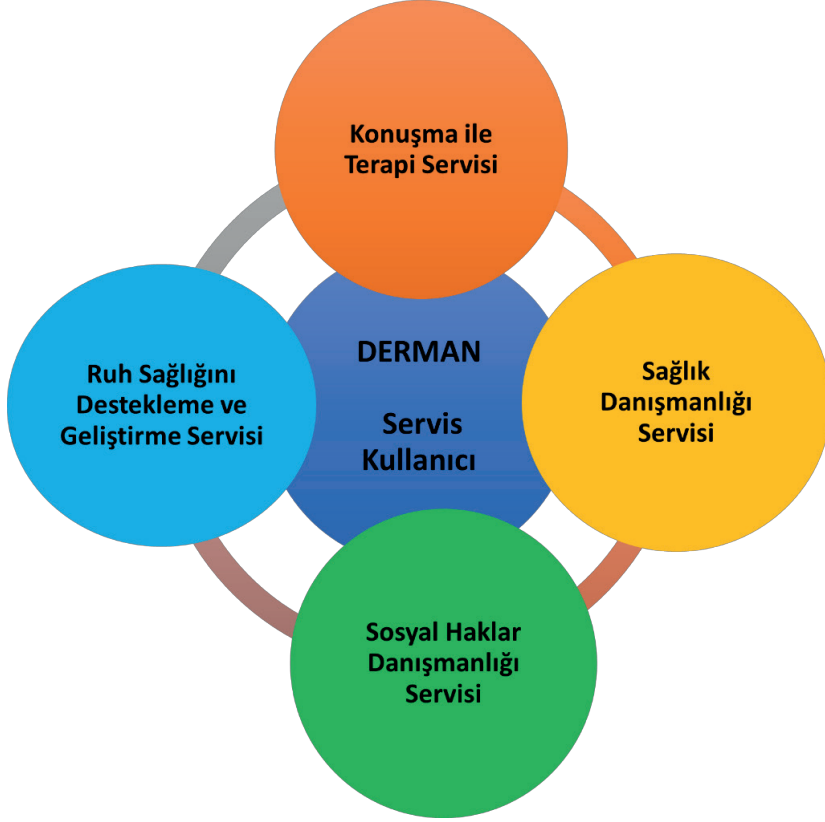 Konuşma ile
Terapi Servisi
DERMAN
Servis
Kullanıcı
Ruh Sağlığını
Destekleme ve
Geliştirme Servisi
Sağlık
Danışmanlığı
Servisi
Sosyal Haklar
Danışmanlığı
Servisi